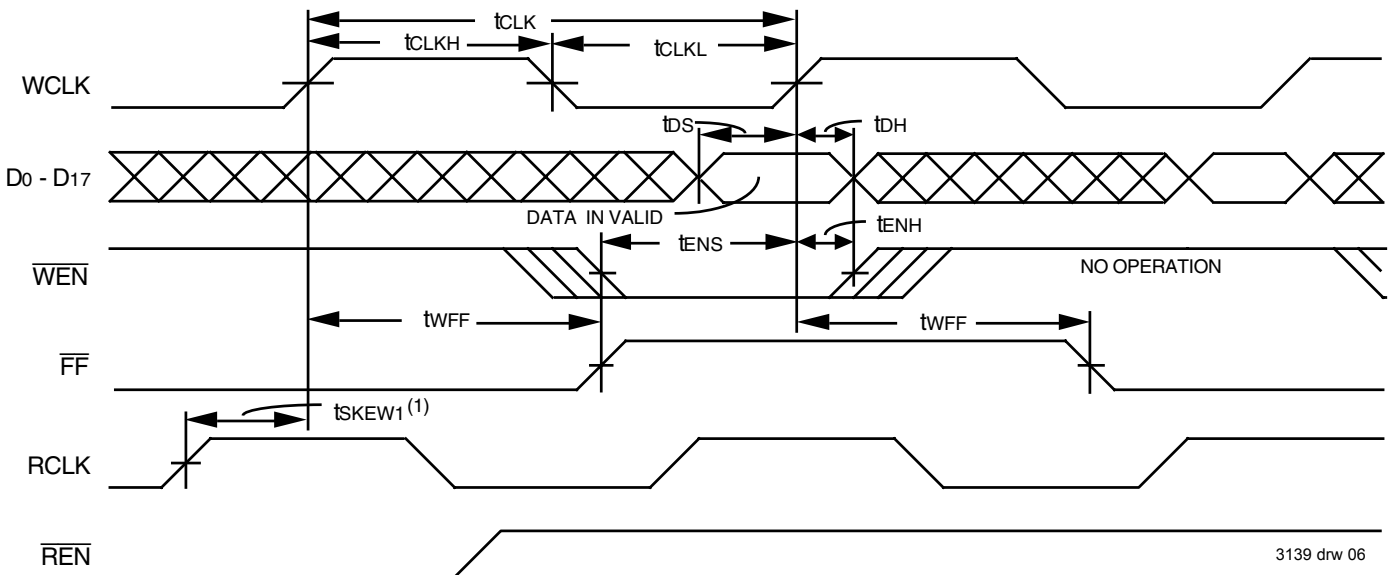 tCLK
tCLKH
tCLKL
WCLK
tDS
tDH
D0 - D17
DATA IN VALID
tENS
tENH
WEN
NO OPERATION
tWFF
tWFF
FF
tSKEW1(1)
RCLK
REN
3139 drw 06